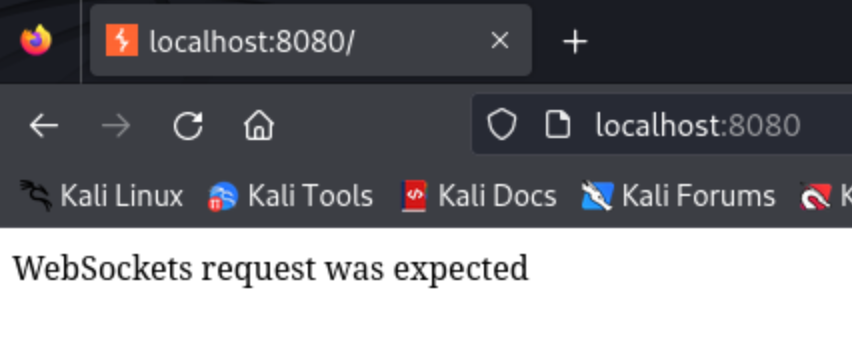 localhost:8080/
localhost:8080
Kali Linux Kali Tools Kali Docs Kali Forums K
WebSockets request was expected